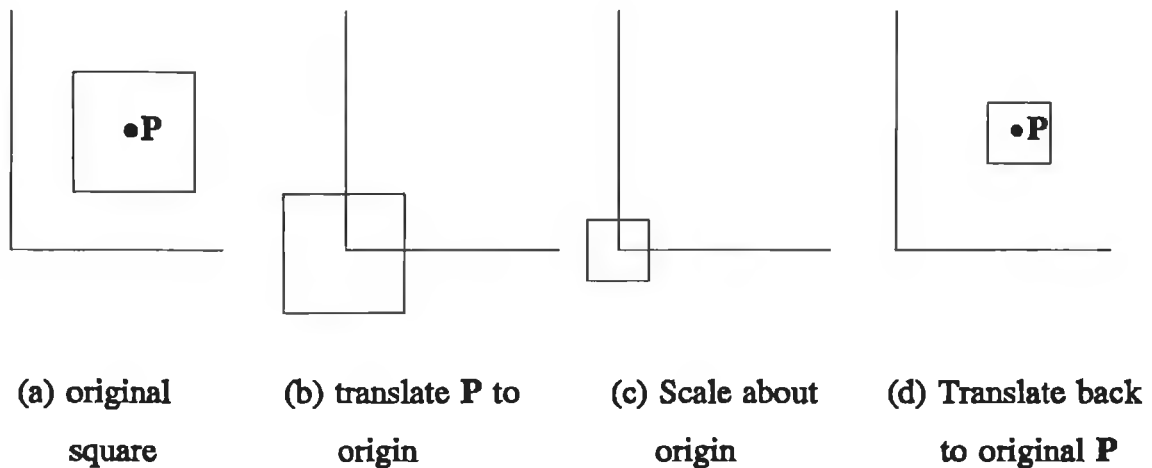 P
P
(a) original
square
(b) translate P to
origin
(c) Scale about
origin
(d) Translate back
to original P